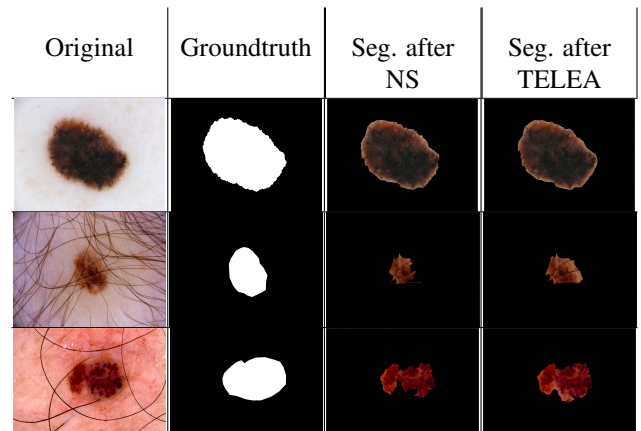 Original
Groundtruth
Seg. after
NS
Seg. after
TELEA